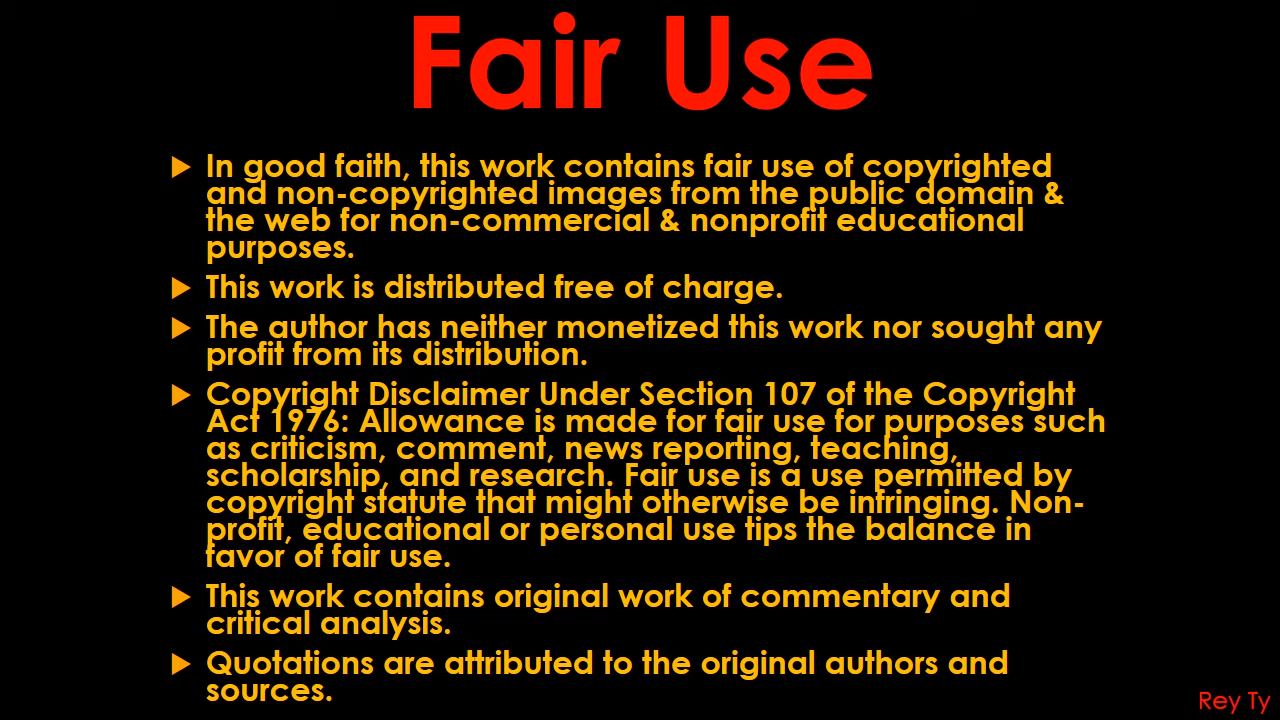 Fair Use
In good faith, this work contains fair use of copyrighted
and non-copyrighted images from the public domain &
the web for non-commercial & nonprofit educational
purposes.
This work is distributed free of charge.
The author has neither monetized this work nor sought any
profit from its distribution.
Copyright Disclaimer Under Section 107 of the Copyright
Act 1976: Allowance is made for fair use for purposes such
as criticism, comment, news reporting, teaching,
scholarship, and research. Fair use is a use permitted by
copyright statute that might otherwise be infringing. Non-
profit, educational or personal use tips the balance in
favor of fair use.
This work contains original work of commentary and
critical analysis.
Quotations are attributed to the original authors and
sources.
Rey Ty